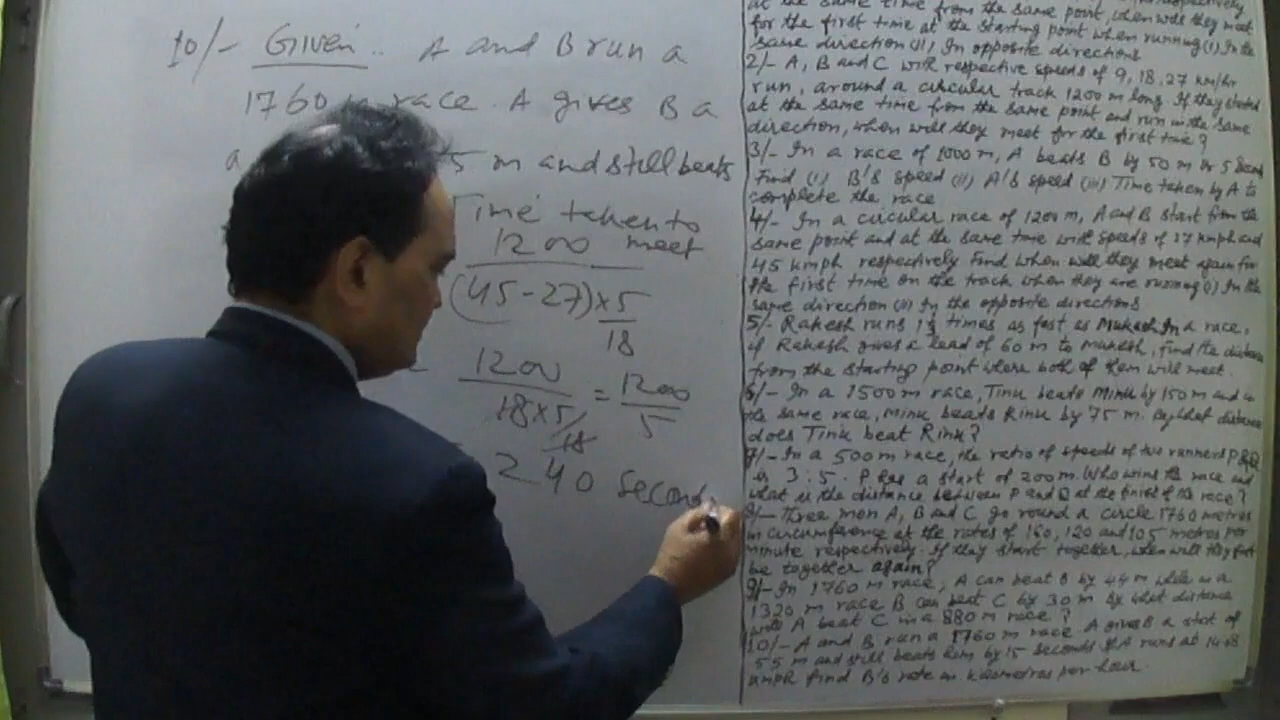 10/- Given.. A and B run a
1760 m race. A gives B a
5 m and still beats
Time taken to
1200 meet
(45-27)×5
18
1200
18×5 = 1200
18 5
240 Second
at the same time from the same point, when will they meet
for the first time at the starting point when running (i) In the
same direction (ii) In opposite directions
2/- A, B and C with respective speeds of 9, 18, 27 km/hr
run, around a circular track 1200 m long. If they started
at the same time from the same point and run in the same
direction, when will they meet for the first time?
3/- In a race of 1000 m, A beats B by 50 m or 5 Second
Find (i) B's speed (ii) A's speed (iii) Time taken by A to
complete the race
4/- In a circular race of 1200 m, A and B start from the
same point and at the same time with speeds of 27 kmph and
45 kmph respectively Find when will they meet again for
the first time on the track when they are running (i) In the
same direction (ii) In the opposite directions
5/- Rakesh runs times as fast as Mukesh. In a race,
if Rakesh gives a lead of 60 m to Mukesh, find the distance
from the starting point where both of them will meet.
6/- In a 1500 m race, Tinu beats Minu by 150 m and in
the same race, Minu beats Rinu by 75 m. By what distance
does Tinu beat Rinu?
7/- In a 500 m race, the ratio of speeds of two runners P & Q
is 3:5. P has a start of 200 m. Who wins the race and
what is the distance between P and Q at the finish of the race?
8/- Three men A, B and C go round a circle 1760 metres
in circumference at the rates of 160, 120 and 105 metres per
minute respectively. If they start together, when will they first
be together again?
9/- In 1760 m race, A can beat B by 44 m while in a
1320 m race B can beat C by 30 m by what distance
will A beat C in a 880 m race?
10/- A and B run a 1760 m race. A gives B a start of
55 m and still beats him by 15 seconds. If A runs at
kmph find B's rate in kilometres per hour.